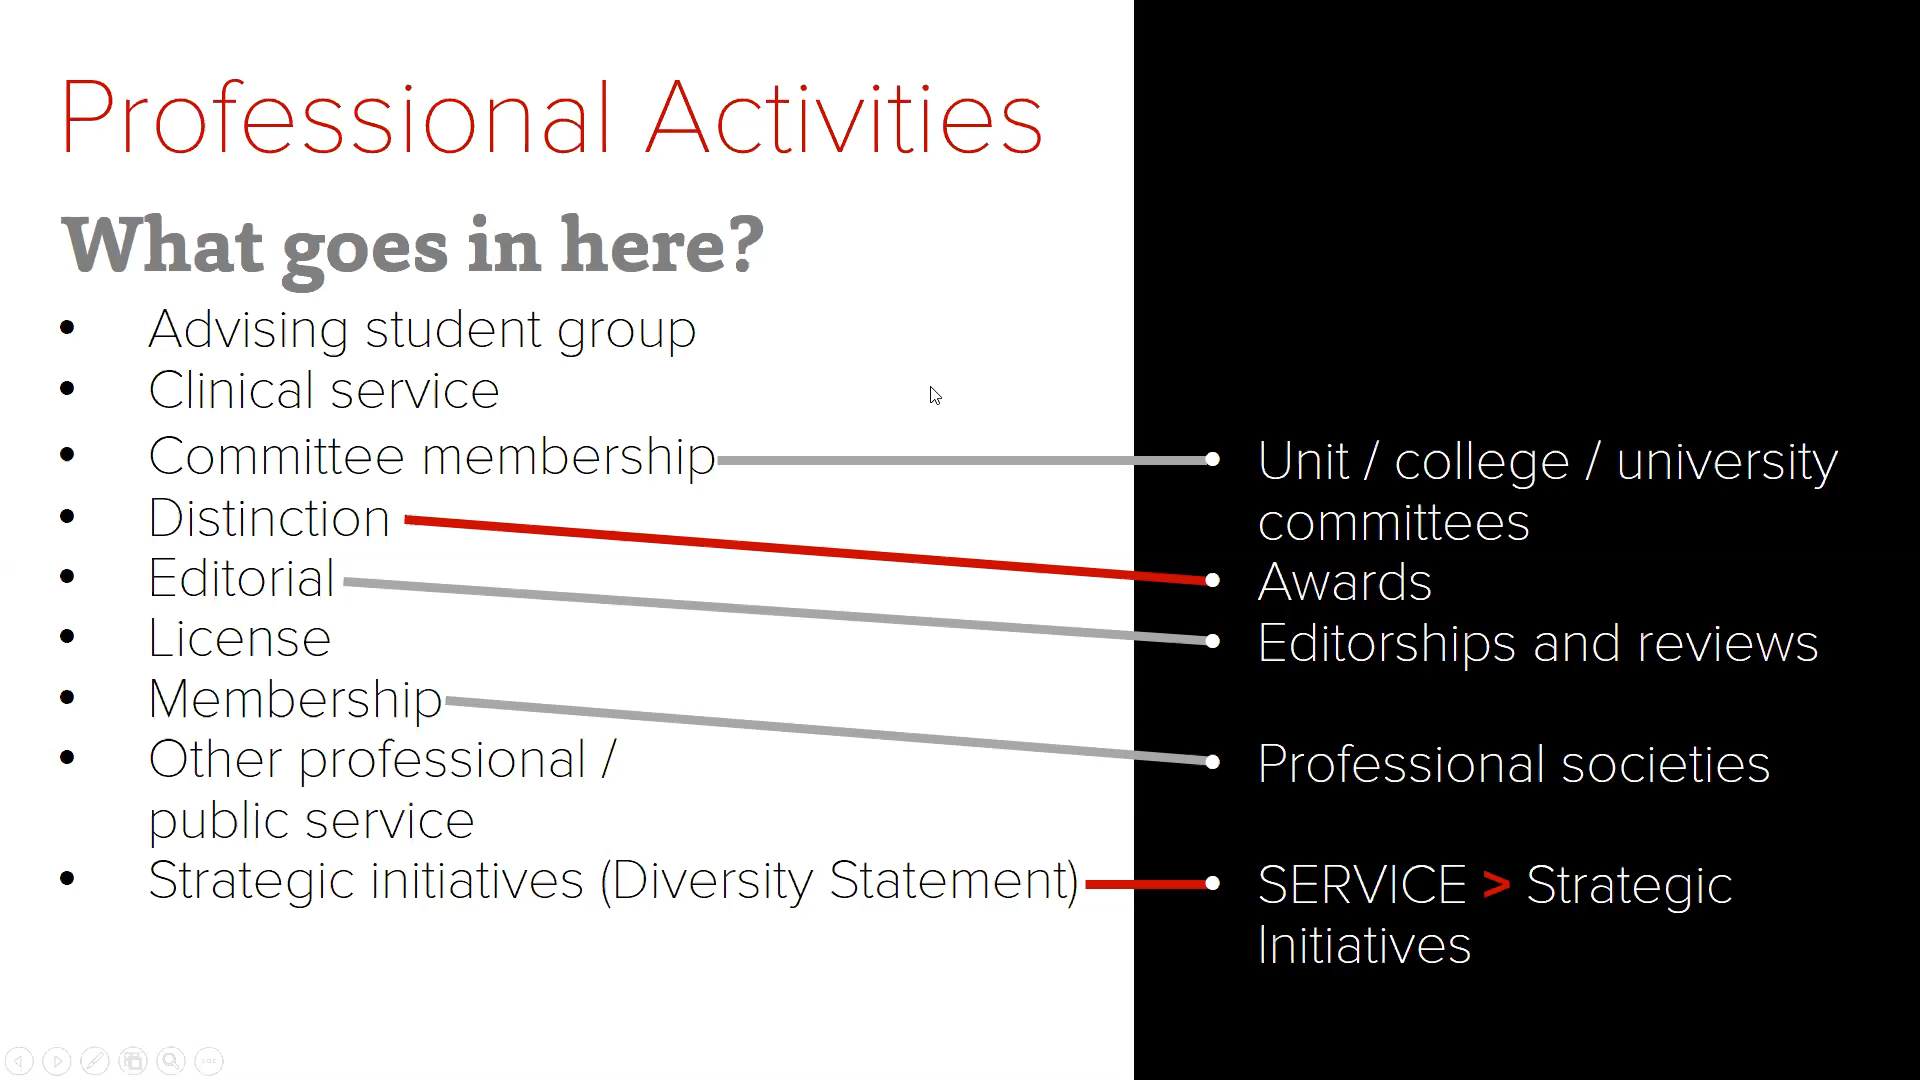 Professional Activities
What goes in here?
• Advising student group
• Clinical service
• Committee membership
• Distinction
• Editorial
• License
• Membership
• Other professional /
public service
• Strategic initiatives (Diversity Statement)
Unit / college / university
committees
Awards
Editorships and reviews
Professional societies
SERVICE > Strategic
Initiatives